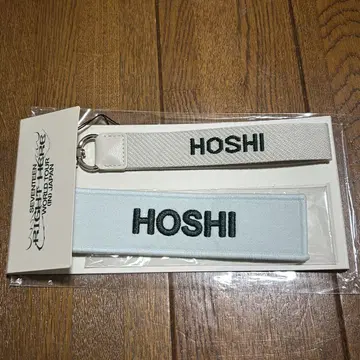 SEVENTEEN
RIGHT HERE
WORLD TOUR
IN JAPAN
HOSHI
HOSHI